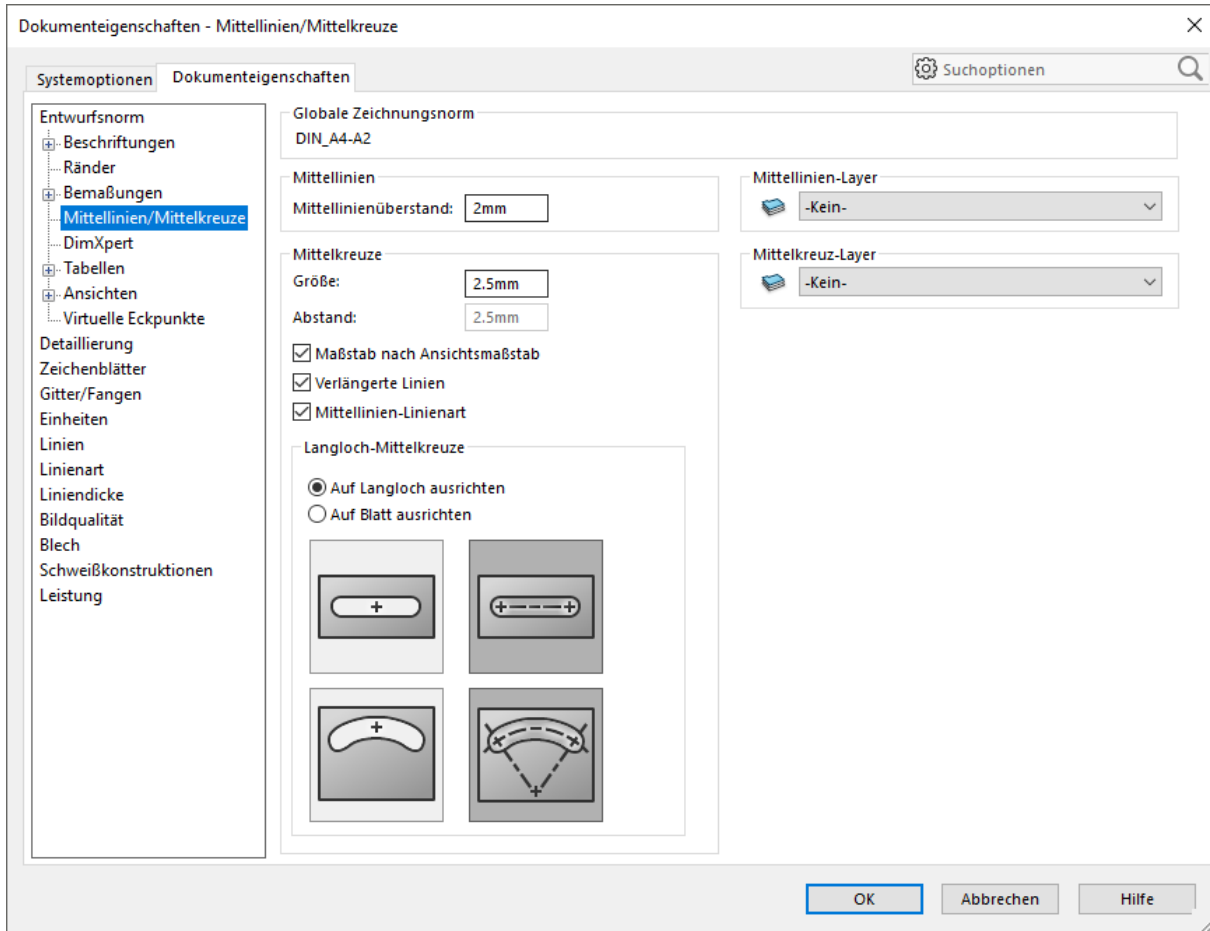 Dokumenteigenschaften - Mittellinien/Mittelkreuze
Systemoptionen
Dokumenteigenschaften
Suchoptionen
Entwurfsnorm
Beschriftungen
Ränder
Bemaßungen
Mittellinien/Mittelkreuze
DimXpert
Tabellen
Ansichten
Virtuelle Eckpunkte
Detaillierung
Zeichenblätter
Gitter/Fangen
Einheiten
Linien
Linienart
Liniendicke
Bildqualität
Blech
Schweißkonstruktionen
Leistung
Globale Zeichnungsnorm
DIN_A4-A2
Mittellinien
Mittellinienüberstand: 2mm
Mittellinien-Layer
-Kein-
Mittelkreuze
Größe: 2.5mm
Abstand: 2.5mm
Maßstab nach Ansichtsmaßstab
Verlängerte Linien
Mittellinien-Linienart
Mittelkreuz-Layer
-Kein-
Langloch-Mittelkreuze
Auf Langloch ausrichten
Auf Blatt ausrichten
OK
Abbrechen
Hilfe